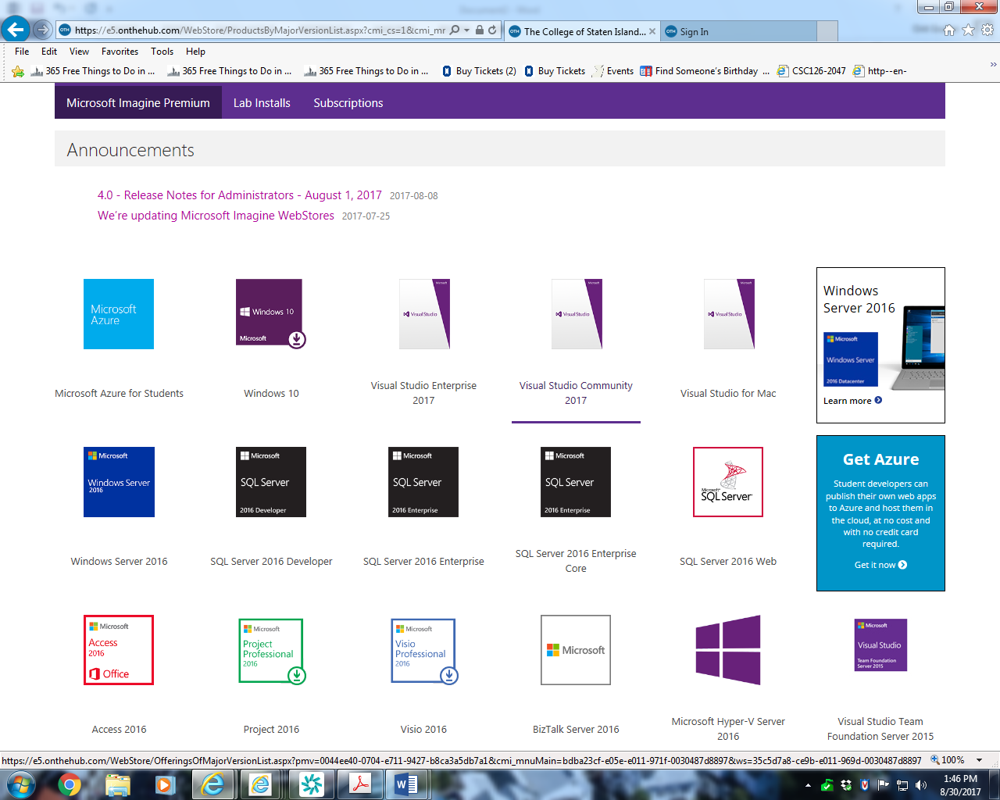 https://e5.onthehub.com/WebStore/ProductsByMajorVersionList.aspx?cmi_cs=1&cmi_mr
The College of Staten Island...
Sign In
File Edit View Favorites Tools Help
365 Free Things to Do in ...
365 Free Things to Do in ...
365 Free Things to Do in ...
Buy Tickets (2)
Buy Tickets
Events
Find Someone's Birthday ...
CSC126-2047
http--en-
Microsoft Imagine Premium
Lab Installs
Subscriptions
Announcements
4.0 - Release Notes for Administrators - August 1, 2017 2017-08-08
We're updating Microsoft Imagine WebStores 2017-07-25
Microsoft
Azure
Microsoft Azure for Students
Windows 10
Microsoft
Windows 10
Microsoft
Visual Studio
Visual Studio Enterprise
2017
Microsoft
Visual Studio
Visual Studio Community
2017
Microsoft
Visual Studio
Visual Studio for Mac
Windows
Server 2016
Microsoft
Windows Server
2016 Datacenter
Learn more
Microsoft
Windows Server
2016
Windows Server 2016
Microsoft
SQL Server
2016 Developer
SQL Server 2016 Developer
Microsoft
SQL Server
2016 Enterprise
SQL Server 2016 Enterprise
Microsoft
SQL Server
2016 Enterprise
SQL Server 2016 Enterprise
Core
Microsoft
SQL Server
SQL Server 2016 Web
Get Azure
Student developers can
publish their own web apps
to Azure and host them in
the cloud, at no cost and
with no credit card
required.
Get it now
Microsoft
Access
2016
Office
Access 2016
Microsoft
Project
Professional
2016
Project 2016
Microsoft
Visio
Professional
2016
Visio 2016
Microsoft
BizTalk Server 2016
Microsoft Hyper-V Server
2016
Microsoft
Visual Studio
Team Foundation
Server 2015
Visual Studio Team
Foundation Server 2015
https://e5.onthehub.com/WebStore/OfferingsOfMajorVersionList.aspx?pmv=0044ee40-0704-e711-9427-b8ca3a5db7a1&cmi_mnuMain=bdba23cf-e05e-e011-971f-0030487d8897&ws=35c5d7a8-ce9b-e011-969d-0030487d8897
100%
1:46 PM
8/30/2017